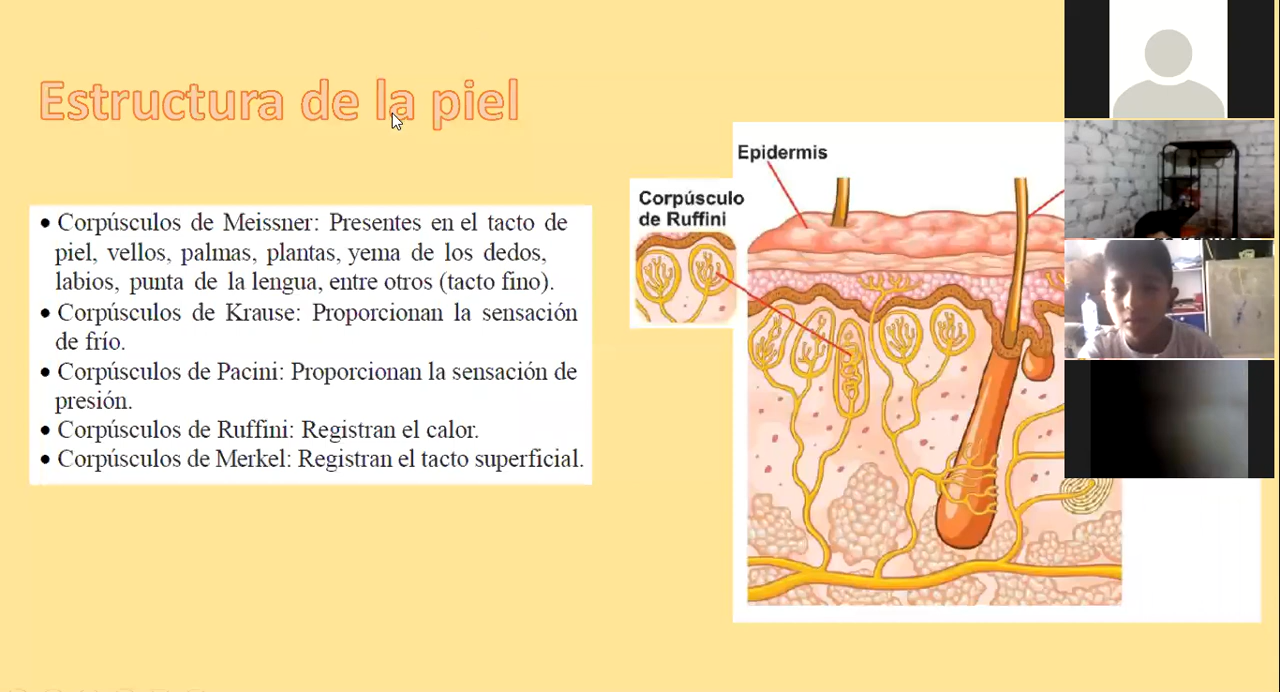 Estructura de la piel
• Corpúsculos de Meissner: Presentes en el tacto de
piel, vellos, palmas, plantas, yema de los dedos,
labios, punta de la lengua, entre otros (tacto fino).
• Corpúsculos de Krause: Proporcionan la sensación
de frío.
• Corpúsculos de Pacini: Proporcionan la sensación de
presión.
• Corpúsculos de Ruffini: Registran el calor.
• Corpúsculos de Merkel: Registran el tacto superficial.
Epidermis
Corpúsculo
de Ruffini